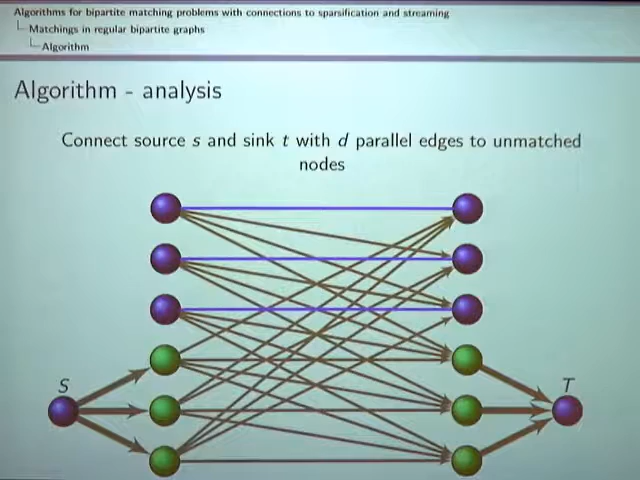 Algorithms for bipartite matching problems with connections to sparsification and streaming
Matchings in regular bipartite graphs
Algorithm
Algorithm - analysis
Connect source s and sink t with d parallel edges to unmatched
nodes
S
T